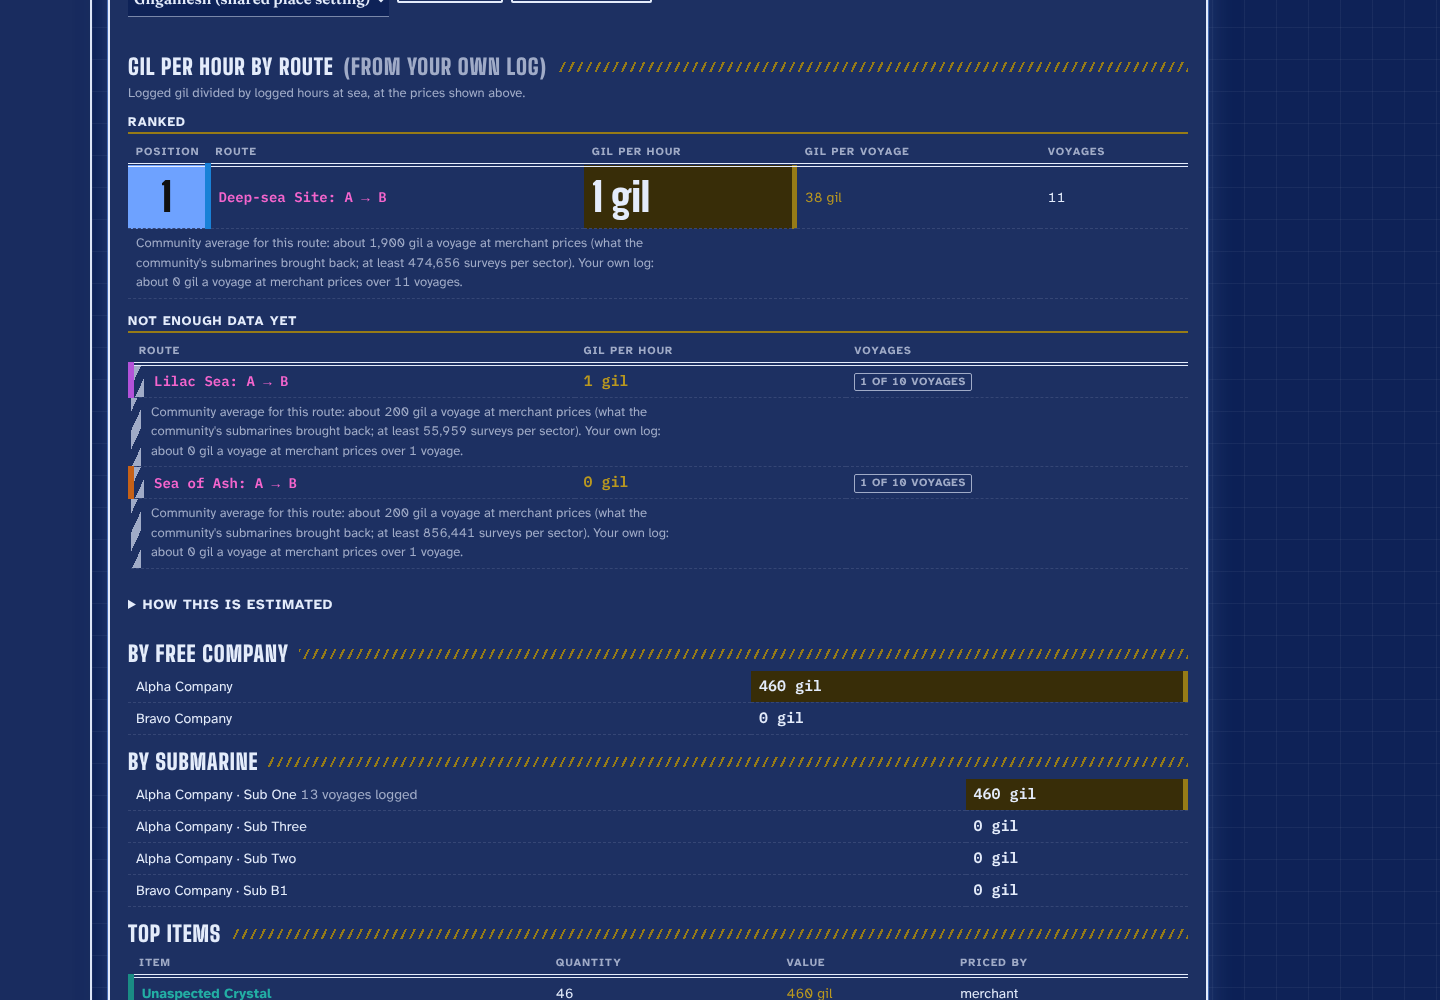 Gilgamesh (shared place setting)
GIL PER HOUR BY ROUTE (FROM YOUR OWN LOG)
Logged gil divided by logged hours at sea, at the prices shown above.
RANKED
POSITION ROUTE GIL PER HOUR GIL PER VOYAGE VOYAGES
1 Deep-sea Site: A → B 1 gil 38 gil 11
Community average for this route: about 1,900 gil a voyage at merchant prices (what the
community's submarines brought back; at least 474,656 surveys per sector). Your own log:
about 0 gil a voyage at merchant prices over 11 voyages.
NOT ENOUGH DATA YET
ROUTE GIL PER HOUR VOYAGES
Lilac Sea: A → B 1 gil 1 OF 10 VOYAGES
Community average for this route: about 200 gil a voyage at merchant prices (what the
community's submarines brought back; at least 55,959 surveys per sector). Your own log:
about 0 gil a voyage at merchant prices over 1 voyage.
Sea of Ash: A → B 0 gil 1 OF 10 VOYAGES
Community average for this route: about 200 gil a voyage at merchant prices (what the
community's submarines brought back; at least 856,441 surveys per sector). Your own log:
about 0 gil a voyage at merchant prices over 1 voyage.
HOW THIS IS ESTIMATED
BY FREE COMPANY
Alpha Company 460 gil
Bravo Company 0 gil
BY SUBMARINE
Alpha Company · Sub One 13 voyages logged 460 gil
Alpha Company · Sub Three 0 gil
Alpha Company · Sub Two 0 gil
Bravo Company · Sub B1 0 gil
TOP ITEMS
ITEM QUANTITY VALUE PRICED BY
Unaspected Crystal 46 460 gil merchant